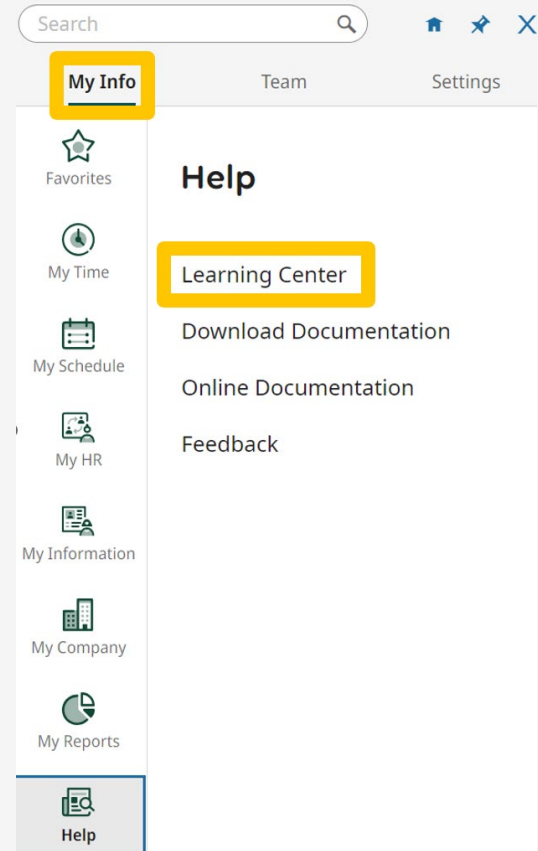 Search
My Info
Team
Settings
Favorites
My Time
My Schedule
My HR
My Information
My Company
My Reports
Help
Help
Learning Center
Download Documentation
Online Documentation
Feedback